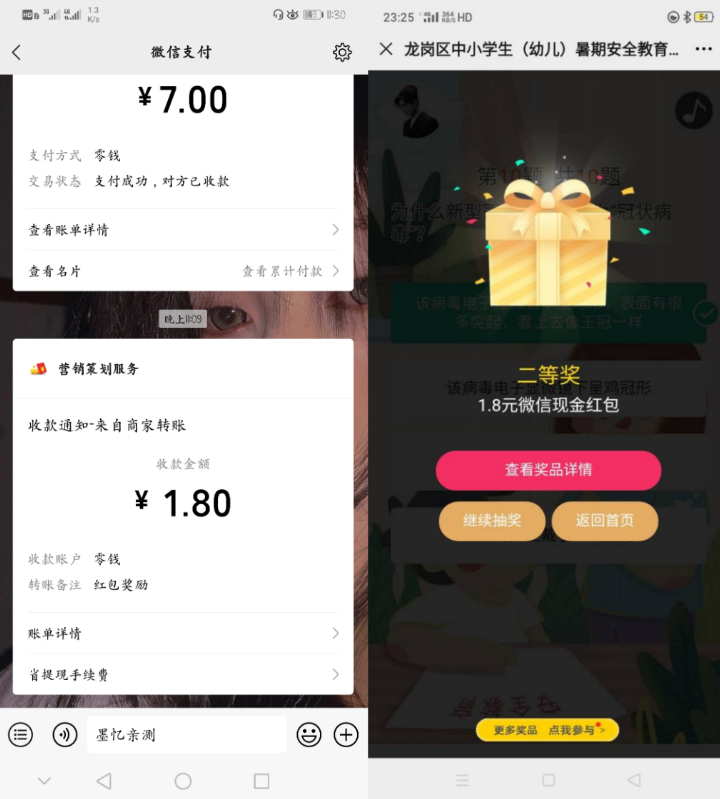 HD
3G
4G
1.3
K/s
11:30
微信支付
¥7.00
支付方式 零钱
交易状态 支付成功，对方已收款
查看账单详情
查看名片 查看累计付款
晚上11:09
营销策划服务
收款通知-来自商家转账
收款金额
¥ 1.80
收款账户 零钱
转账备注 红包奖励
账单详情
省提现手续费
墨忆亲测
23:25 HD 54
龙岗区中小学生（幼儿）暑期安全教育...
第10题 共10题
为什么新型 "冠状病
毒"?
该病毒电子 表面有很
多突起，看上去像王冠一样
二等奖
该病毒电子显微镜下呈鸡冠形
1.8元微信现金红包
查看奖品详情
继续抽奖 返回首页
安全教育
更多奖品 点我参与>